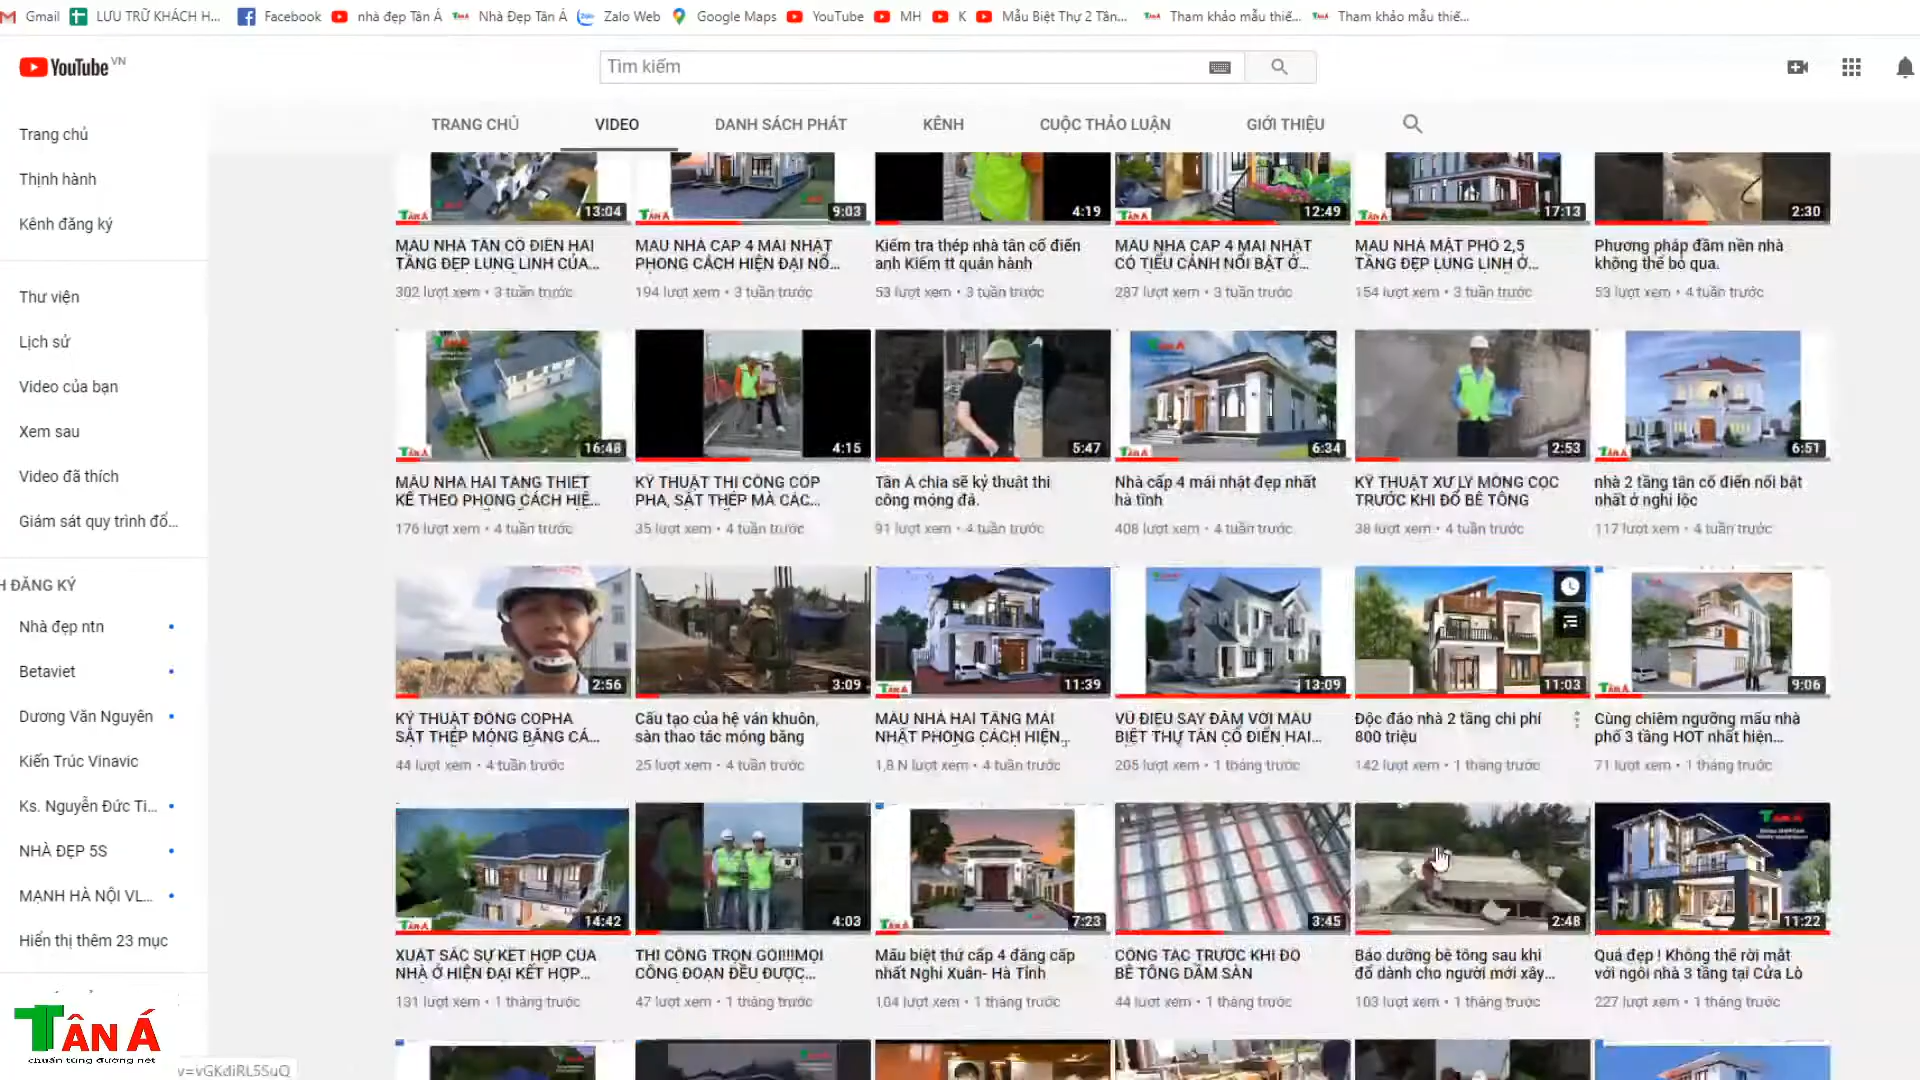 Gmail
LƯU TRỮ KHÁCH H...
Facebook
nhà đẹp Tân Á
Nhà Đẹp Tân Á
Zalo Web
Google Maps
YouTube
MH
K
Mẫu Biệt Thự 2 Tân...
Tham khảo mẫu thiế...
Tham khảo mẫu thiế...
YouTube VN
Tìm kiếm
TRANG CHỦ
VIDEO
DANH SÁCH PHÁT
KÊNH
CUỘC THẢO LUẬN
GIỚI THIỆU
Trang chủ
Thịnh hành
Kênh đăng ký
Thư viện
Lịch sử
Video của bạn
Xem sau
Video đã thích
Giám sát quy trình đổ...
H ĐĂNG KÝ
Nhà đẹp ntn
Betaviet
Dương Văn Nguyên
Kiến Trúc Vinavic
Ks. Nguyễn Đức Ti...
NHÀ ĐẸP 5S
MẠNH HÀ NỘI VL...
Hiển thị thêm 23 mục
13:04
9:03
4:19
12:49
17:13
2:30
MẪU NHÀ TÂN CỔ ĐIỂN HAI
TẦNG ĐẸP LUNG LINH CỦA...
302 lượt xem • 3 tuần trước
MẪU NHÀ CẤP 4 MÁI NHẬT
PHONG CÁCH HIỆN ĐẠI NỔ...
194 lượt xem • 3 tuần trước
Kiểm tra thép nhà tân cổ điển
anh Kiếm tt quán hành
53 lượt xem • 3 tuần trước
MẪU NHÀ CẤP 4 MÁI NHẬT
CÓ TIỂU CẢNH NỔI BẬT Ở...
287 lượt xem • 3 tuần trước
MẪU NHÀ MẶT PHỐ 2,5
TẦNG ĐẸP LUNG LINH Ở...
154 lượt xem • 3 tuần trước
Phương pháp đầm nền nhà
không thể bỏ qua.
53 lượt xem • 4 tuần trước
16:48
4:15
5:47
6:34
2:53
6:51
MẪU NHÀ HAI TẦNG THIẾT
KẾ THEO PHONG CÁCH HIỆ...
176 lượt xem • 4 tuần trước
KỸ THUẬT THI CÔNG CỐP
PHA, SẮT THÉP MÀ CÁC...
35 lượt xem • 4 tuần trước
Tân Á chia sẽ kỷ thuật thi
công móng đá.
91 lượt xem • 4 tuần trước
Nhà cấp 4 mái nhật đẹp nhất
hà tĩnh
408 lượt xem • 4 tuần trước
KỸ THUẬT XỬ LÝ MÓNG CỌC
TRƯỚC KHI ĐỔ BÊ TÔNG
38 lượt xem • 4 tuần trước
nhà 2 tầng tân cổ điển nổi bật
nhất ở nghi lộc
117 lượt xem • 4 tuần trước
2:56
3:09
11:39
13:09
11:03
9:06
KỸ THUẬT ĐÓNG COPHA
SẮT THÉP MÓNG BĂNG CÁ...
44 lượt xem • 4 tuần trước
Cấu tạo của hệ ván khuôn,
sàn thao tác móng băng
25 lượt xem • 4 tuần trước
MẪU NHÀ HAI TẦNG MÁI
NHẬT PHONG CÁCH HIỆN...
1,8 N lượt xem • 4 tuần trước
VŨ ĐIỆU SAY ĐẮM VỚI MẪU
BIỆT THỰ TÂN CỔ ĐIỂN HAI...
205 lượt xem • 1 tháng trước
Độc đáo nhà 2 tầng chi phí
800 triệu
142 lượt xem • 1 tháng trước
Cùng chiêm ngưỡng mẫu nhà
phố 3 tầng HOT nhất hiện...
71 lượt xem • 1 tháng trước
14:42
4:03
7:23
3:45
2:48
11:22
XUẤT SẮC SỰ KẾT HỢP CỦA
NHÀ Ở HIỆN ĐẠI KẾT HỢP...
131 lượt xem • 1 tháng trước
THI CÔNG TRỌN GÓI!!!MỌI
CÔNG ĐOẠN ĐỀU ĐƯỢC...
47 lượt xem • 1 tháng trước
Mẫu biệt thứ cấp 4 đẳng cấp
nhất Nghi Xuân- Hà Tĩnh
104 lượt xem • 1 tháng trước
CÔNG TÁC TRƯỚC KHI ĐỔ
BÊ TÔNG DẦM SÀN
44 lượt xem • 1 tháng trước
Bảo dưỡng bê tông sau khi
đổ dành cho người mới xây...
103 lượt xem • 1 tháng trước
Quá đẹp ! Không thể rời mắt
với ngôi nhà 3 tầng tại Cửa Lò
227 lượt xem • 1 tháng trước
TÂN Á
chuẩn từng đường nét
v=vGKdiRL5SuQ